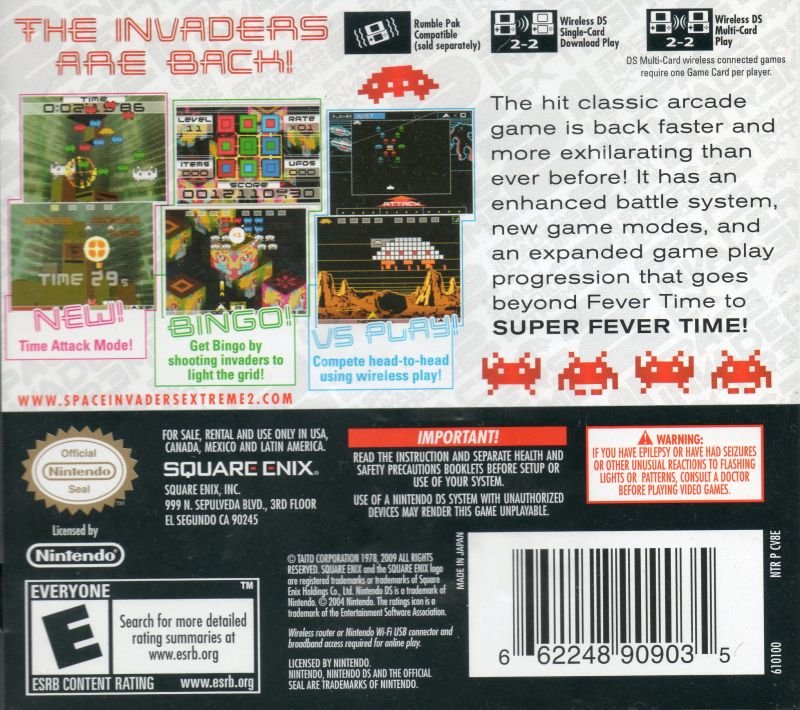 THE INVADERS
ARE BACK!
Rumble Pak
Compatible
(sold separately)
2-2
Wireless DS
Single-Card
Download Play
2-2
Wireless DS
Multi-Card
Play
DS Multi-Card wireless connected games
require one Game Card per player.
The hit classic arcade
game is back faster and
more exhilarating than
ever before! It has an
enhanced battle system,
new game modes, and
an expanded game play
progression that goes
beyond Fever Time to
SUPER FEVER TIME!
TIME
LEVEL
11
RATE
X01
ITEMS
000
UFOS
000
SCORE
0012110930
ATTACK
TIME 29s
NEW!
Time Attack Mode!
BINGO!
Get Bingo by
shooting invaders to
light the grid!
VS PLAY!
Compete head-to-head
using wireless play!
WWW.SPACEINVADERSEXTREME2.COM
Official
Nintendo
Seal
TM
Licensed by
Nintendo®
FOR SALE, RENTAL AND USE ONLY IN USA,
CANADA, MEXICO AND LATIN AMERICA.
SQUARE ENIX®
SQUARE ENIX, INC.
999 N. SEPULVEDA BLVD., 3RD FLOOR
EL SEGUNDO CA 90245
IMPORTANT!
READ THE INSTRUCTION AND SEPARATE HEALTH AND
SAFETY PRECAUTIONS BOOKLETS BEFORE SETUP OR
USE OF YOUR SYSTEM.
USE OF A NINTENDO DS SYSTEM WITH UNAUTHORIZED
DEVICES MAY RENDER THIS GAME UNPLAYABLE.
WARNING:
IF YOU HAVE EPILEPSY OR HAVE HAD SEIZURES
OR OTHER UNUSUAL REACTIONS TO FLASHING
LIGHTS OR PATTERNS, CONSULT A DOCTOR
BEFORE PLAYING VIDEO GAMES.
© TAITO CORPORATION 1978, 2009 ALL RIGHTS
RESERVED. SQUARE ENIX and the SQUARE ENIX logo
are registered trademarks or trademarks of Square
Enix Holdings Co., Ltd. Nintendo DS is a trademark of
Nintendo. © 2004 Nintendo. The ratings icon is a
trademark of the Entertainment Software Association.
Wireless router or Nintendo Wi-Fi USB connector and
broadband access required for online play.
LICENSED BY NINTENDO.
NINTENDO, NINTENDO DS AND THE OFFICIAL
SEAL ARE TRADEMARKS OF NINTENDO.
EVERYONE
TM
E
Search for more detailed
rating summaries at
www.esrb.org
ESRB CONTENT RATING
www.esrb.org
MADE IN JAPAN
6 62248 90903 5
NTR P CV8E
610100